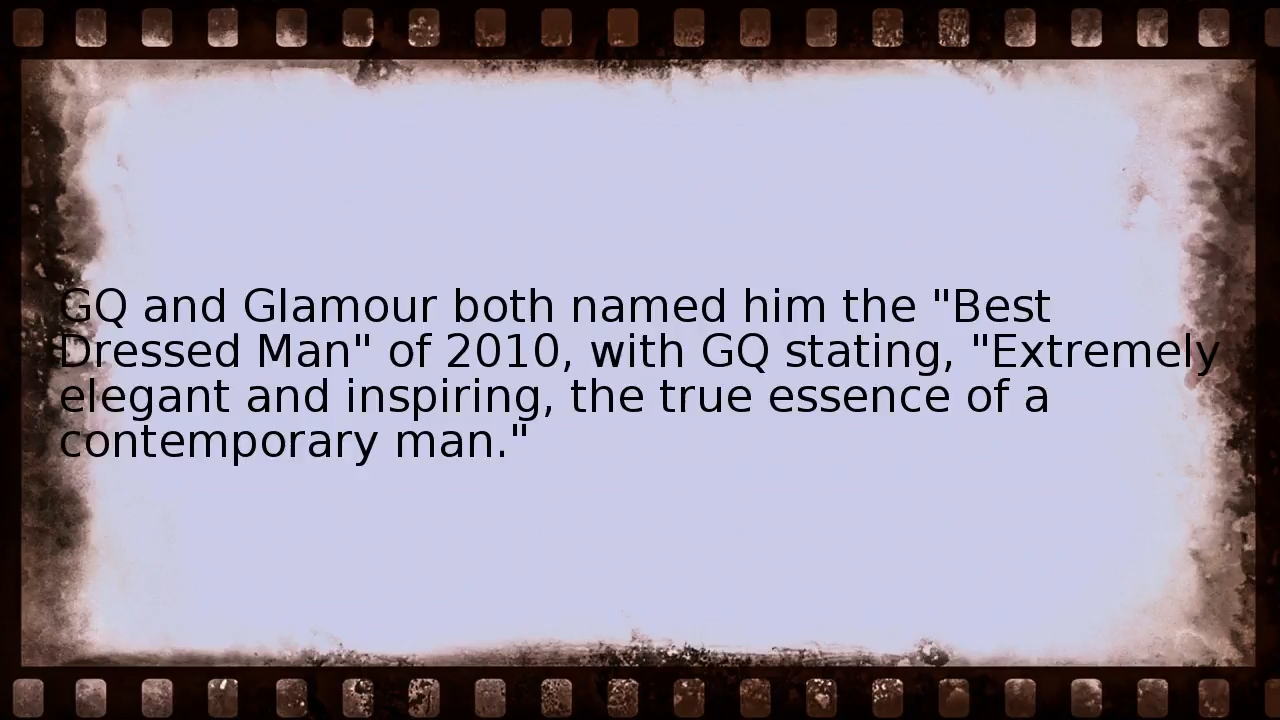 GQ and Glamour both named him the "Best
Dressed Man" of 2010, with GQ stating, "Extremely
elegant and inspiring, the true essence of a
contemporary man."